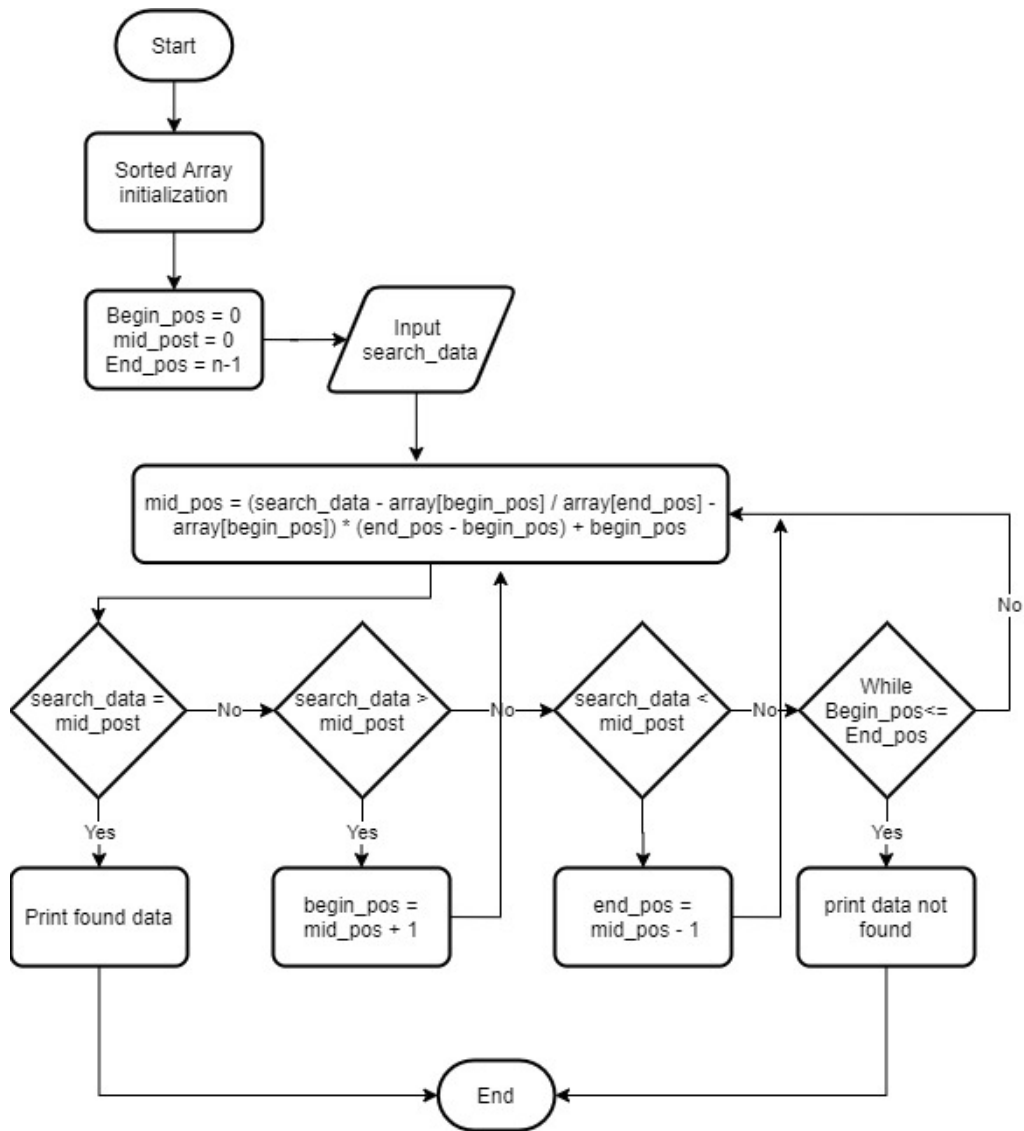 Start
Sorted Array
initialization
Begin_pos = 0
mid_post = 0
End_pos = n-1
Input
search_data
mid_pos = (search_data - array[begin_pos] / array[end_pos] -
array[begin_pos]) * (end_pos - begin_pos) + begin_pos
No
search_data =
mid_post
No
search_data >
mid_post
No
search_data <
mid_post
No
While
Begin_pos<=
End_pos
Yes
Yes
Yes
Print found data
begin_pos =
mid_pos + 1
end_pos =
mid_pos - 1
print data not
found
End